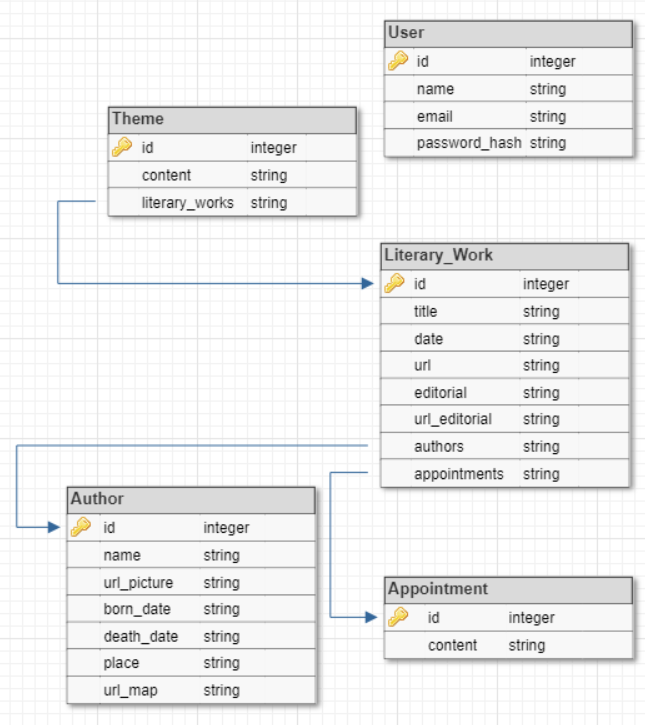 User
id integer
name string
email string
password_hash string
Theme
id integer
content string
literary_works string
Literary_Work
id integer
title string
date string
url string
editorial string
url_editorial string
authors string
appointments string
Author
id integer
name string
url_picture string
born_date string
death_date string
place string
url_map string
Appointment
id integer
content string